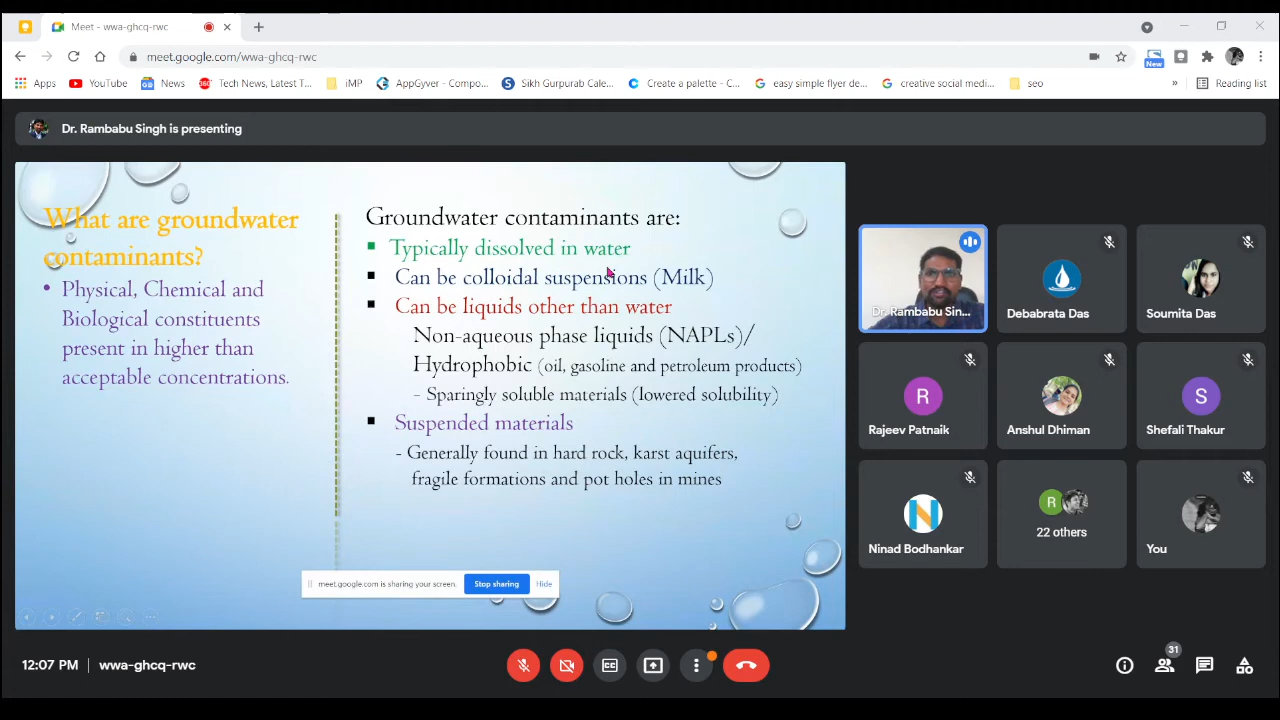 Meet - wwa-ghcq-rwc
meet.google.com/wwa-ghcq-rwc
New
Apps
YouTube
News
360°
Tech News, Latest T...
iMP
AppGyver - Compo...
S
Sikh Gurpurab Cale...
C
Create a palette - C...
G
easy simple flyer de...
G
creative social medi...
seo
»
Reading list
Dr. Rambabu Singh is presenting
What are groundwater
contaminants?
• Physical, Chemical and
Biological constituents
present in higher than
acceptable concentrations.
Groundwater contaminants are:
Typically dissolved in water
Can be colloidal suspensions (Milk)
Can be liquids other than water
Non-aqueous phase liquids (NAPLs)/
Hydrophobic (oil, gasoline and petroleum products)
– Sparingly soluble materials (lowered solubility)
Suspended materials
- Generally found in hard rock, karst aquifers,
fragile formations and pot holes in mines
meet.google.com is sharing your screen.
Stop sharing
Hide
Dr. Rambabu Sin...
Debabrata Das
Soumita Das
R
Rajeev Patnaik
Anshul Dhiman
S
Shefali Thakur
N
Ninad Bodhankar
R
22 others
You
12:07 PM | wwa-ghcq-rwc
CC
31